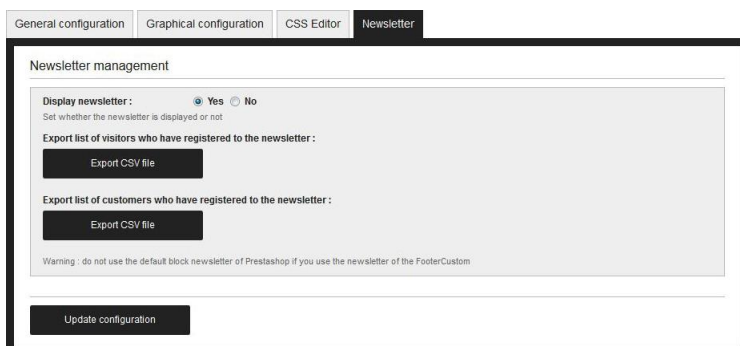 General configuration Graphical configuration CSS Editor Newsletter
Newsletter management
Display newsletter : Yes No
Set whether the newsletter is displayed or not
Export list of visitors who have registered to the newsletter :
Export CSV file
Export list of customers who have registered to the newsletter :
Export CSV file
Warning : do not use the default block newsletter of Prestashop if you use the newsletter of the FooterCustom
Update configuration